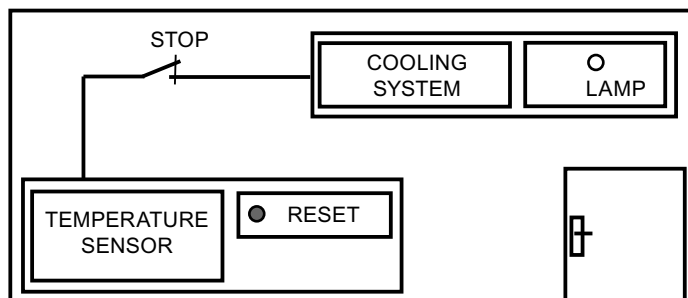 STOP
COOLING
SYSTEM
LAMP
TEMPERATURE
SENSOR
RESET